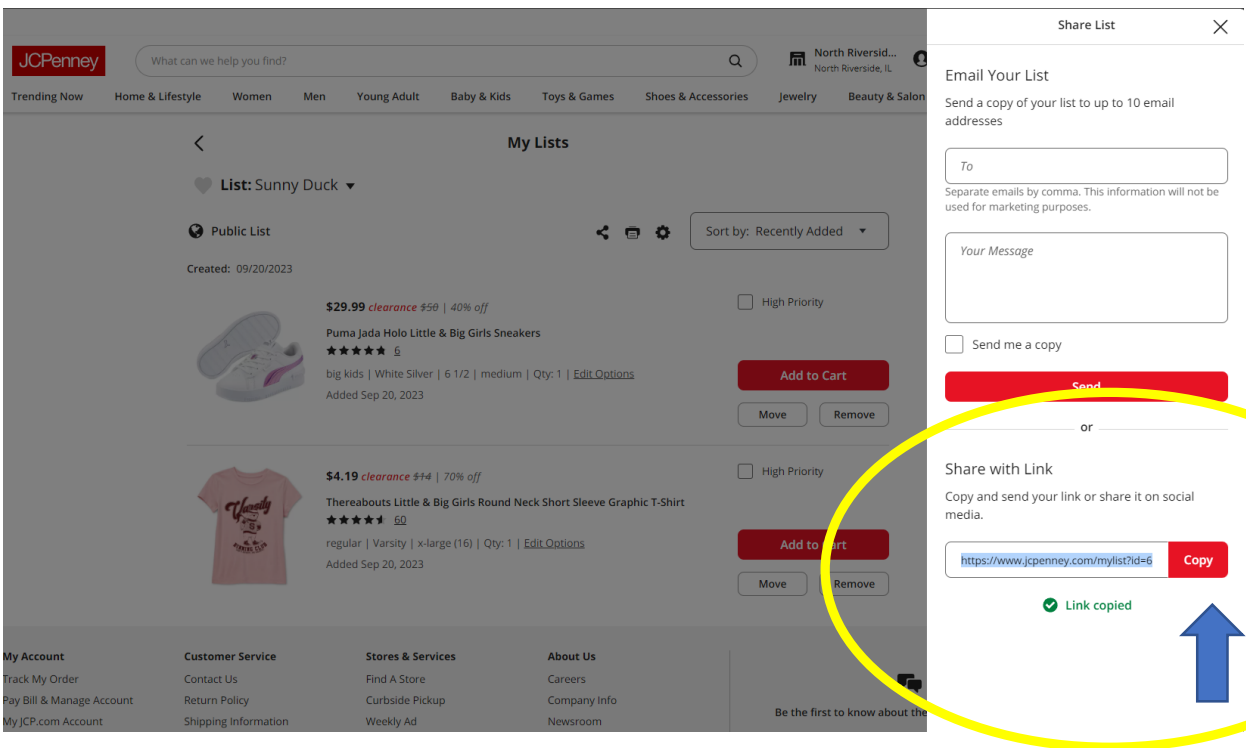 JCPenney
What can we help you find?
North Riversid...
North Riverside, IL
Trending Now Home & Lifestyle Women Men Young Adult Baby & Kids Toys & Games Shoes & Accessories Jewelry Beauty & Salon
My Lists
List: Sunny Duck
Public List
Sort by: Recently Added
Created: 09/20/2023
$29.99 clearance $50 | 40% off
Puma Jada Holo Little & Big Girls Sneakers
6
big kids | White Silver | 6 1/2 | medium | Qty: 1 | Edit Options
Added Sep 20, 2023
High Priority
Add to Cart
Move Remove
$4.19 clearance $14 | 70% off
Thereabouts Little & Big Girls Round Neck Short Sleeve Graphic T-Shirt
60
regular | Varsity | x-large (16) | Qty: 1 | Edit Options
Added Sep 20, 2023
High Priority
Add to Cart
Move Remove
Varsity
My Account
Track My Order
Pay Bill & Manage Account
My JCP.com Account
Customer Service
Contact Us
Return Policy
Shipping Information
Stores & Services
Find A Store
Curbside Pickup
Weekly Ad
About Us
Careers
Company Info
Newsroom
Be the first to know about the
Share List
Email Your List
Send a copy of your list to up to 10 email
addresses
To
Separate emails by comma. This information will not be
used for marketing purposes.
Your Message
Send me a copy
Send
or
Share with Link
Copy and send your link or share it on social
media.
https://www.jcpenney.com/mylist?id=6
Copy
Link copied